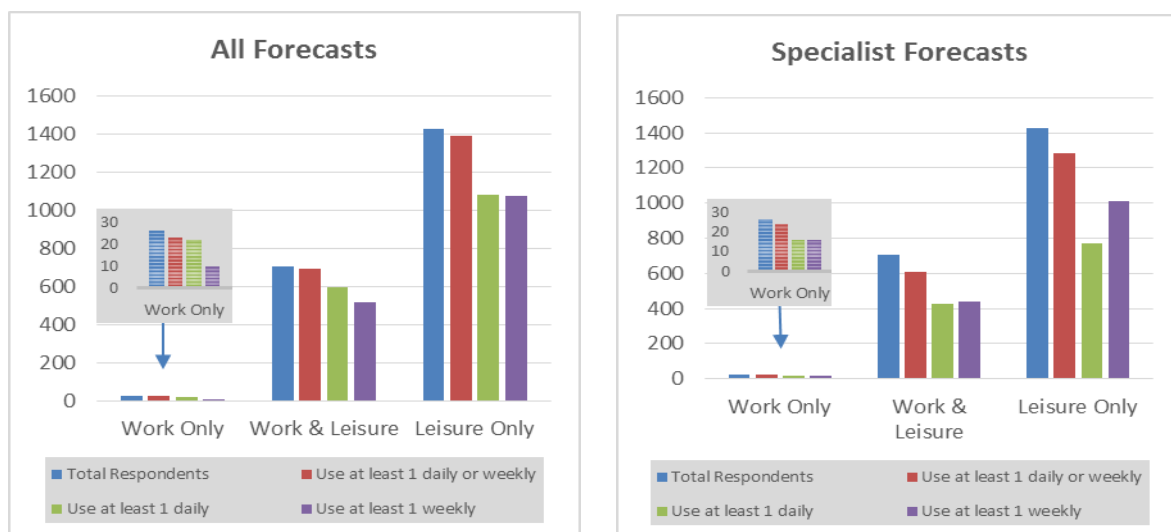 All Forecasts
1600
1400
1200
1000
800
600
400
200
0
30
20
10
0
Work Only
Work Only
Work & Leisure
Leisure Only
Total Respondents
Use at least 1 daily or weekly
Use at least 1 daily
Use at least 1 weekly
Specialist Forecasts
1600
1400
1200
1000
800
600
400
200
0
30
20
10
0
Work Only
Work Only
Work &
Leisure
Leisure Only
Total Respondents
Use at least 1 daily or weekly
Use at least 1 daily
Use at least 1 weekly